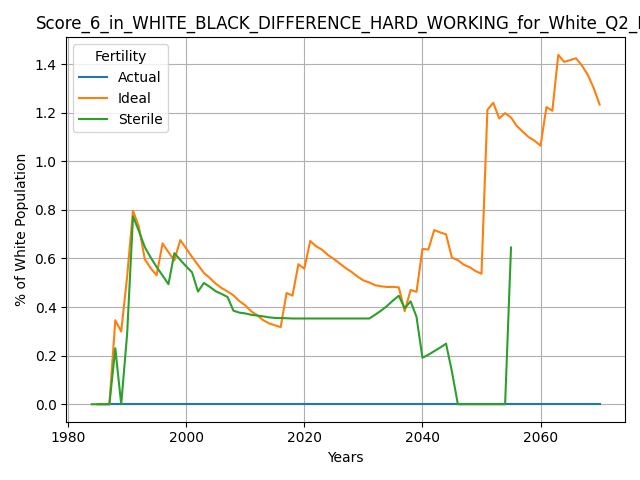 Score_6_in_WHITE_BLACK_DIFFERENCE_HARD_WORKING_for_White_Q2_
Fertility
Actual
Ideal
Sterile
% of White Population
1.4
1.2
1.0
0.8
0.6
0.4
0.2
0.0
1980 2000 2020 2040 2060
Years